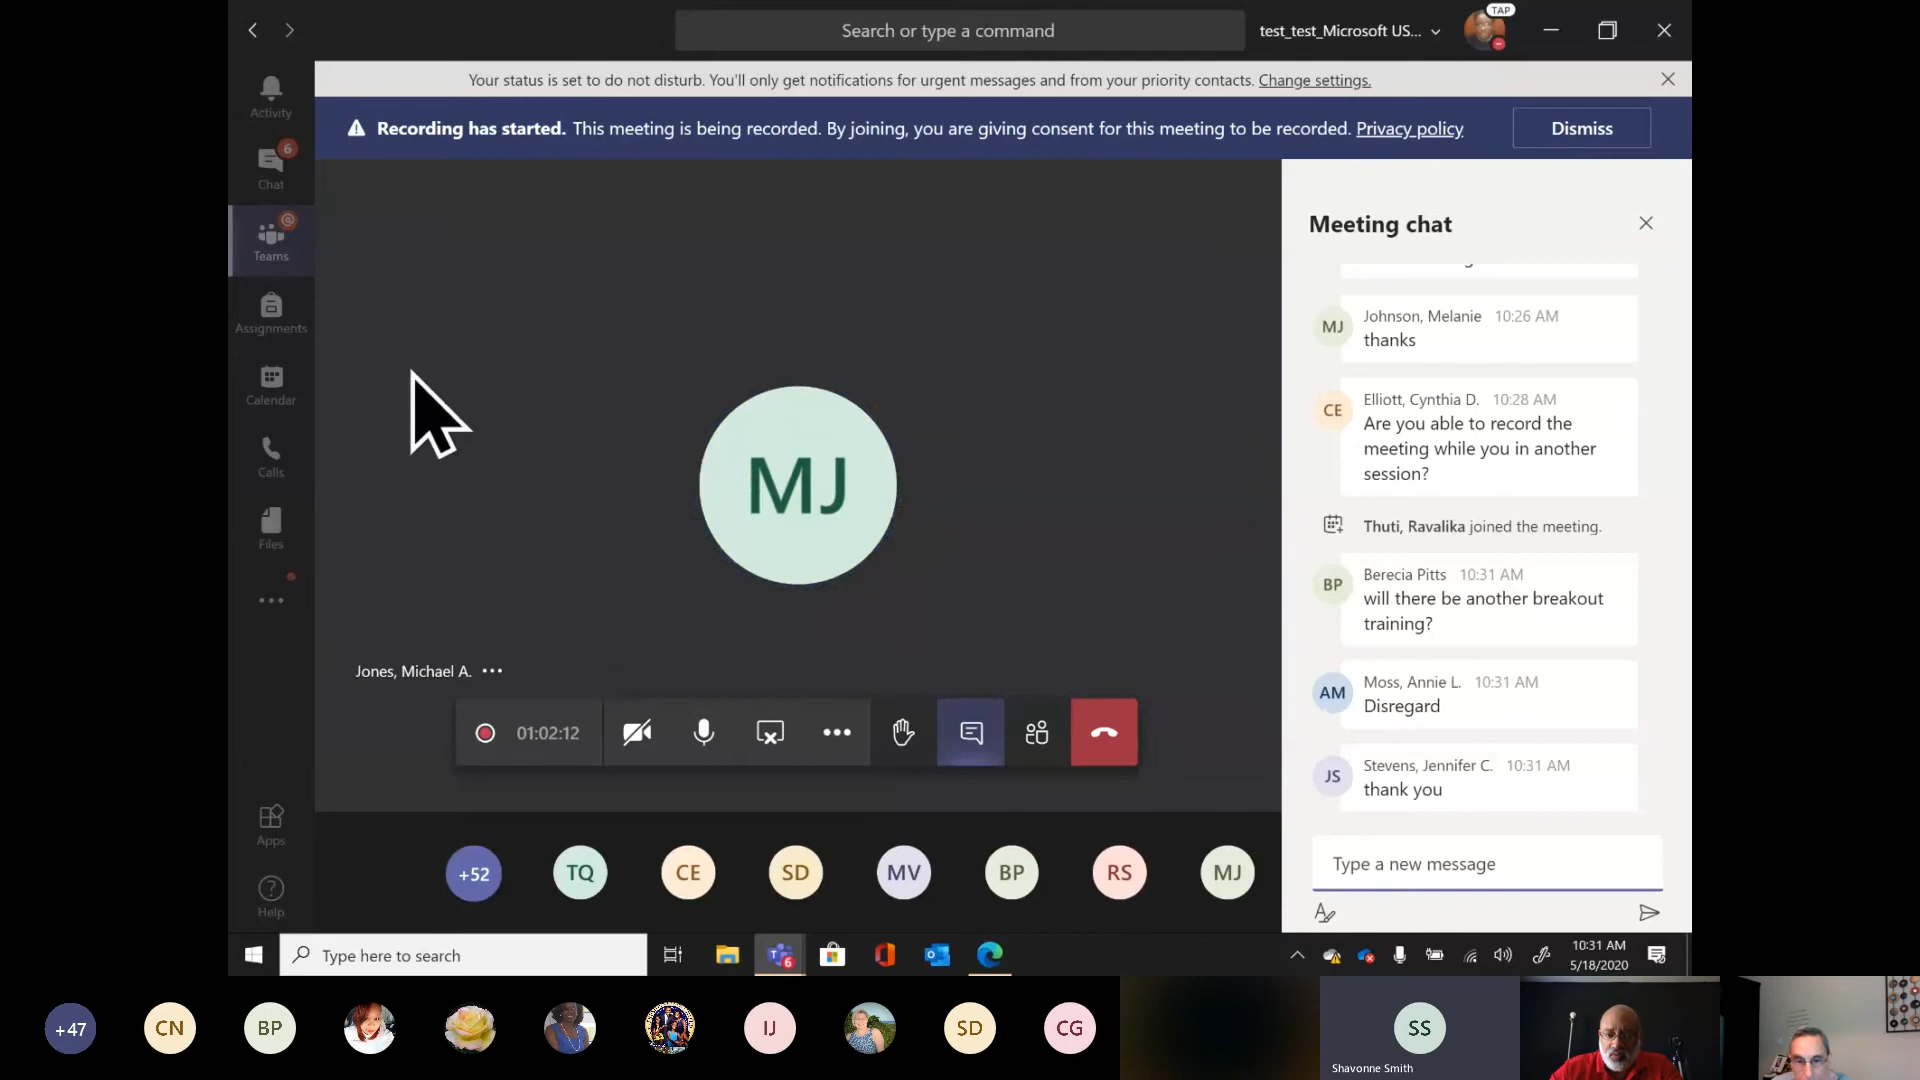 Search or type a command
test_test_Microsoft US...
TAP
Your status is set to do not disturb. You'll only get notifications for urgent messages and from your priority contacts. Change settings.
Recording has started. This meeting is being recorded. By joining, you are giving consent for this meeting to be recorded. Privacy policy
Dismiss
Activity
6
Chat
Teams
Assignments
Calendar
Calls
Files
Apps
Help
MJ
Jones, Michael A.
01:02:12
+52
TQ
CE
SD
MV
BP
RS
MJ
Meeting chat
MJ
Johnson, Melanie 10:26 AM
thanks
CE
Elliott, Cynthia D. 10:28 AM
Are you able to record the
meeting while you in another
session?
Thuti, Ravalika joined the meeting.
BP
Berecia Pitts 10:31 AM
will there be another breakout
training?
AM
Moss, Annie L. 10:31 AM
Disregard
JS
Stevens, Jennifer C. 10:31 AM
thank you
Type a new message
Type here to search
6
10:31 AM
5/18/2020
+47
CN
BP
IJ
SD
CG
SS
Shavonne Smith